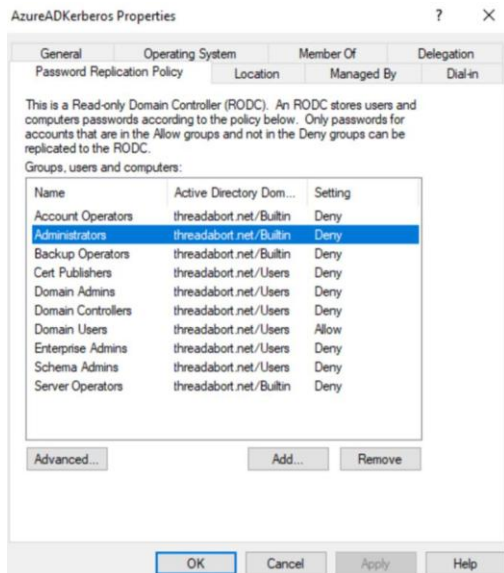 AzureADKerberos Properties ? ×
General Operating System Member Of Delegation
Password Replication Policy Location Managed By Dial-in
This is a Read-only Domain Controller (RODC). An RODC stores users and
computers passwords according to the policy below. Only passwords for
accounts that are in the Allow groups and not in the Deny groups can be
replicated to the RODC.
Groups, users and computers:
Name Active Directory Dom... Setting
Account Operators threadabort.net/Builtin Deny
Administrators threadabort.net/Builtin Deny
Backup Operators threadabort.net/Builtin Deny
Cert Publishers threadabort.net/Users Deny
Domain Admins threadabort.net/Users Deny
Domain Controllers threadabort.net/Users Deny
Domain Users threadabort.net/Users Allow
Enterprise Admins threadabort.net/Users Deny
Schema Admins threadabort.net/Users Deny
Server Operators threadabort.net/Builtin Deny
Advanced... Add... Remove
OK Cancel Apply Help